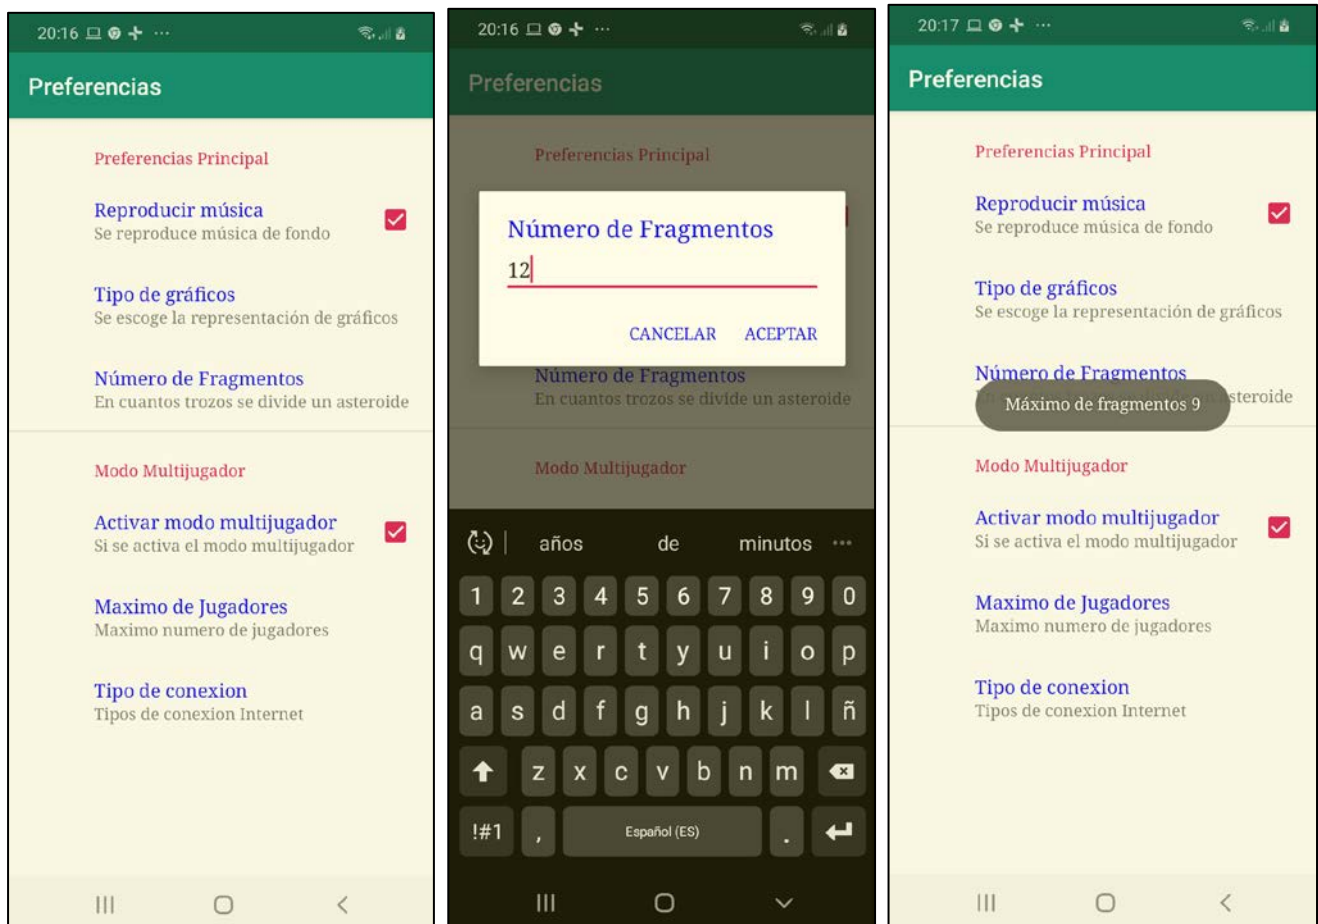 20:16
Preferencias
Preferencias Principal
Reproducir música
Se reproduce música de fondo
Tipo de gráficos
Se escoge la representación de gráficos
Número de Fragmentos
En cuantos trozos se divide un asteroide
Modo Multijugador
Activar modo multijugador
Si se activa el modo multijugador
Maximo de Jugadores
Maximo numero de jugadores
Tipo de conexion
Tipos de conexion Internet
20:16
Preferencias
Preferencias Principal
Número de Fragmentos
12
CANCELAR ACEPTAR
Número de Fragmentos
En cuantos trozos se divide un asteroide
Modo Multijugador
años de minutos
1 2 3 4 5 6 7 8 9 0
q w e r t y u i o p
a s d f g h j k l ñ
z x c v b n m
!#1 , Español (ES) .
20:17
Preferencias
Preferencias Principal
Reproducir música
Se reproduce música de fondo
Tipo de gráficos
Se escoge la representación de gráficos
Número de Fragmentos
asteroide
Máximo de fragmentos 9
Modo Multijugador
Activar modo multijugador
Si se activa el modo multijugador
Maximo de Jugadores
Maximo numero de jugadores
Tipo de conexion
Tipos de conexion Internet